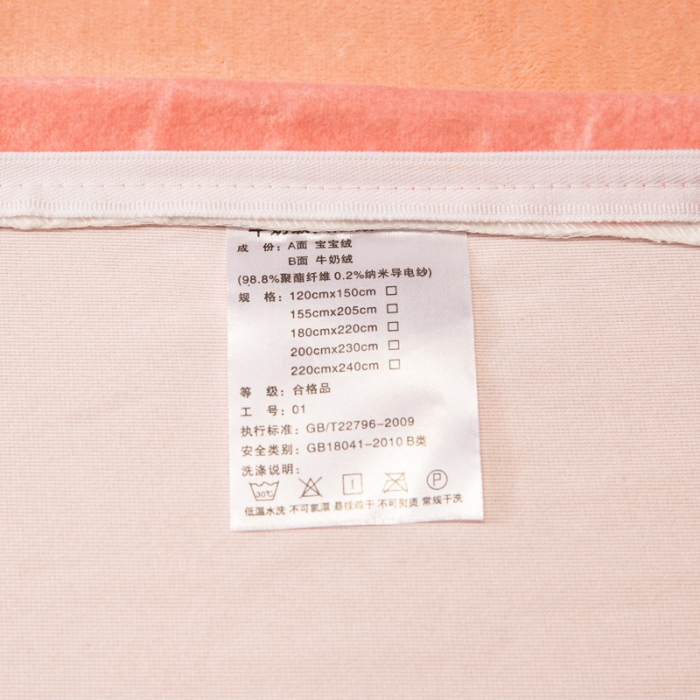 成 份：A面 宝宝绒
B面 牛奶绒
(98.8%聚酯纤维 0.2%纳米导电纱)
规 格：120cmx150cm □
155cmx205cm □
180cmx220cm □
200cmx230cm □
220cmx240cm □
等 级：合格品
工 号：01
执行标准：GB/T22796-2009
安全类别：GB18041-2010 B类
洗涤说明：
30℃ P
低温水洗 不可氯漂 悬挂晾干 不可熨烫 常规干洗